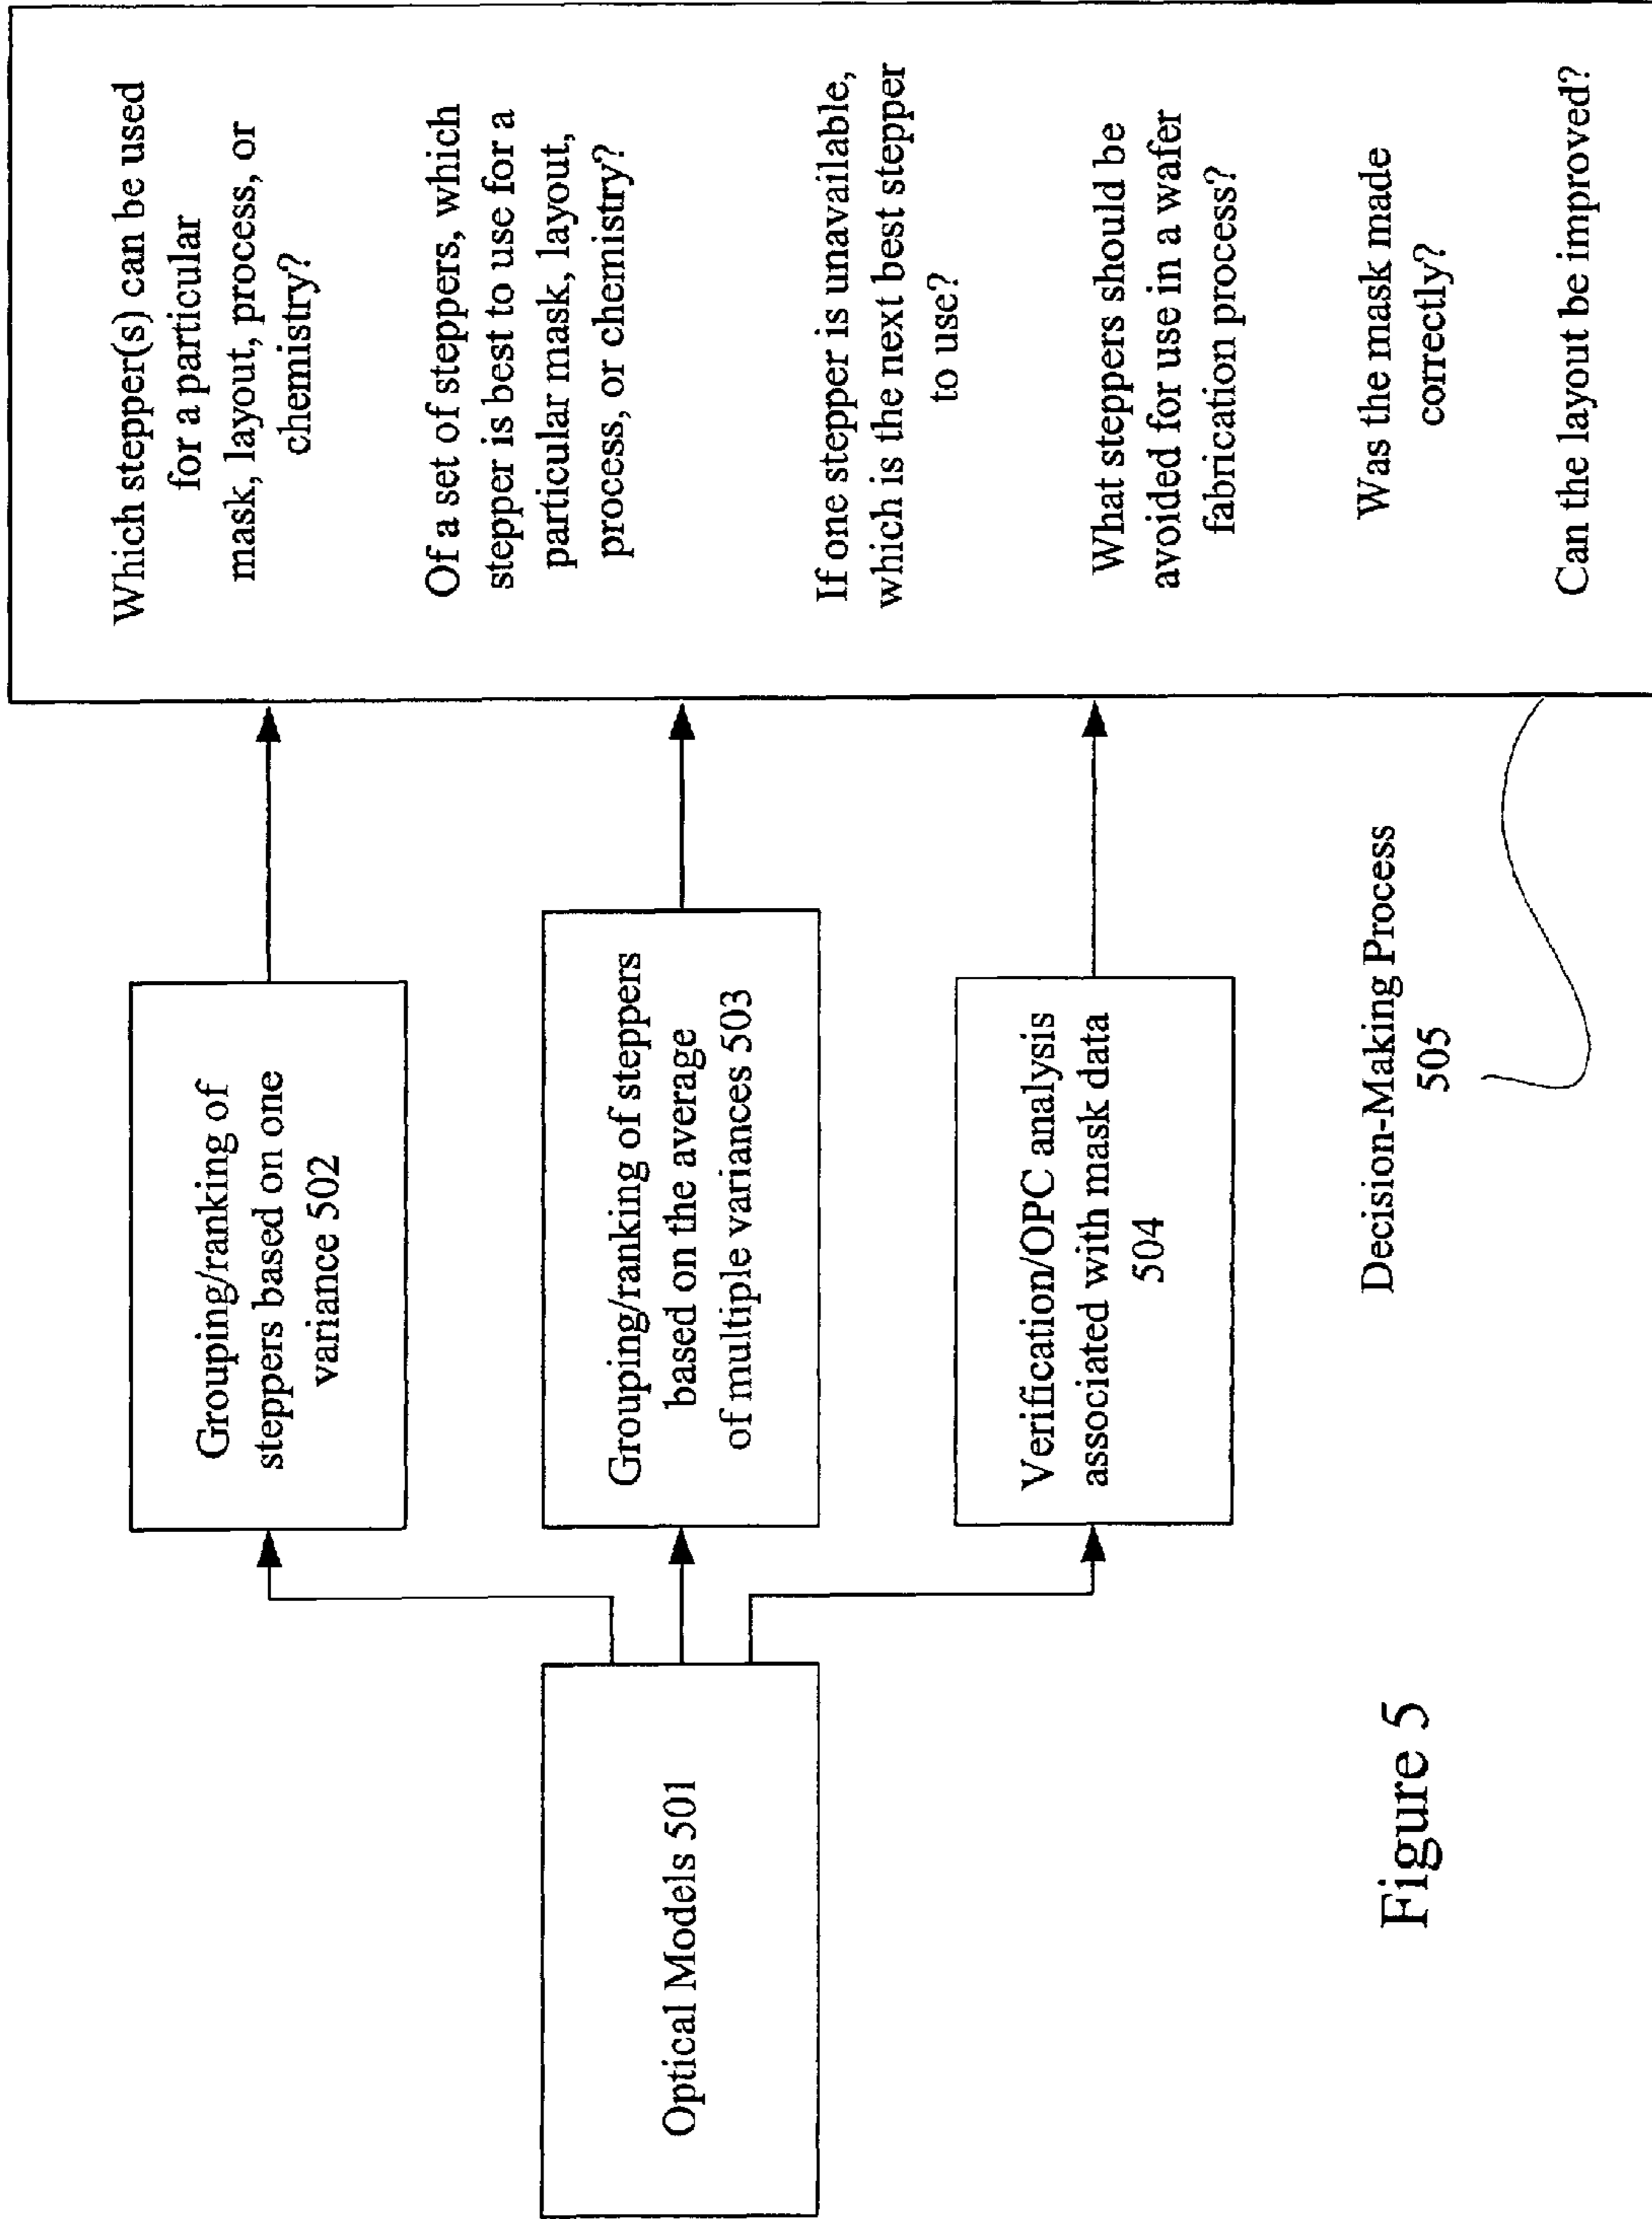 Optical Models 501
Grouping/ranking of
steppers based on one
variance 502
Grouping/ranking of steppers
based on the average
of multiple variances 503
Verification/OPC analysis
associated with mask data
504
Which stepper(s) can be used
for a particular
mask, layout, process, or
chemistry?
Of a set of steppers, which
stepper is best to use for a
particular mask, layout,
process, or chemistry?
If one stepper is unavailable,
which is the next best stepper
to use?
What steppers should be
avoided for use in a wafer
fabrication process?
Was the mask made
correctly?
Can the layout be improved?
Decision-Making Process
505
Figure 5